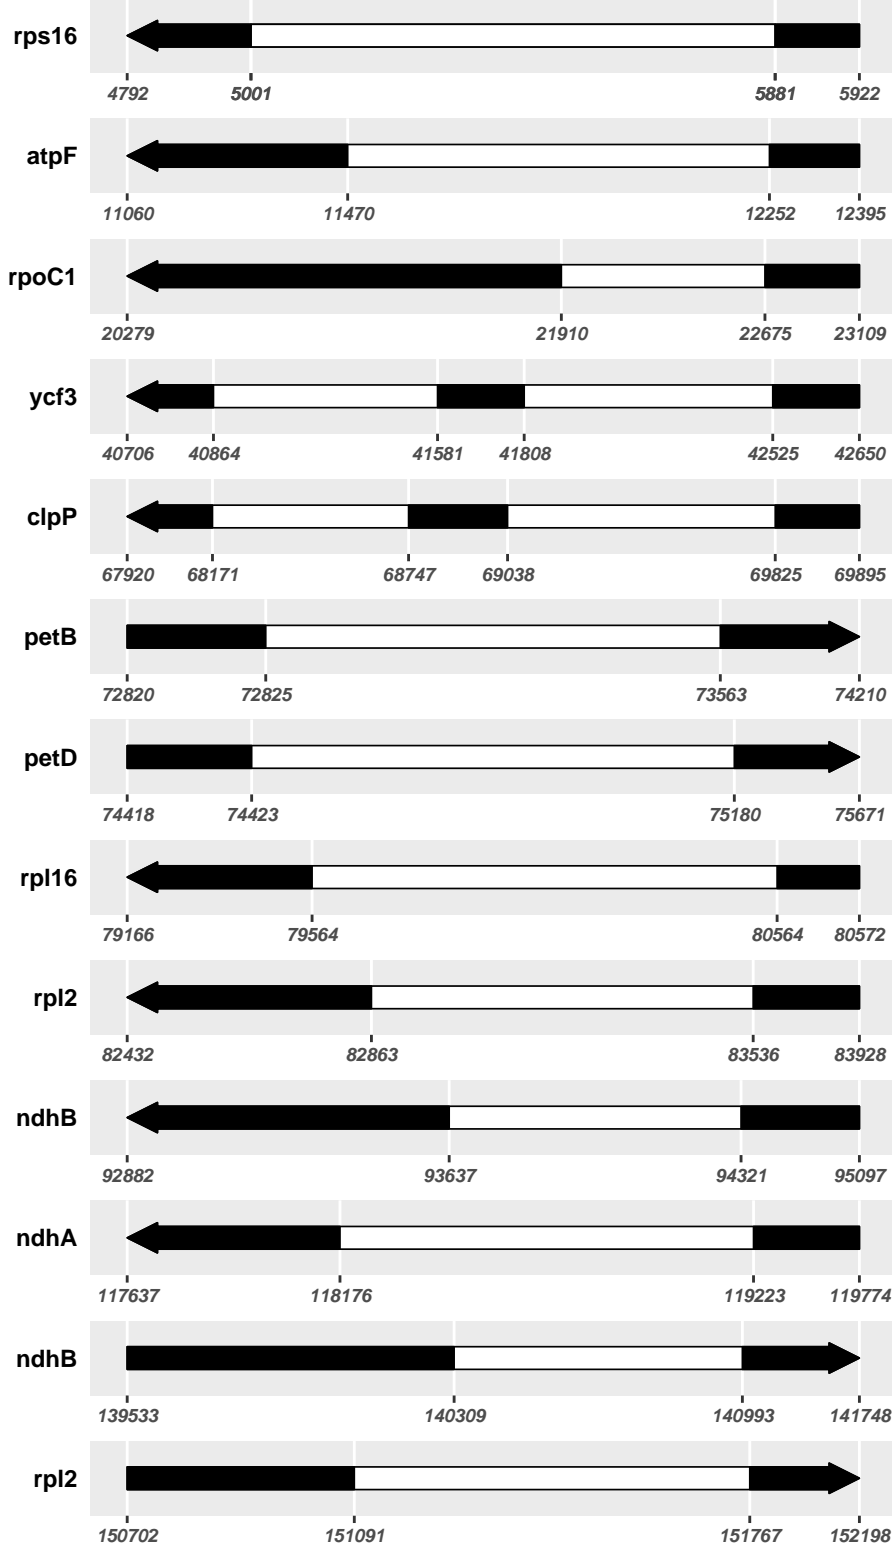 rps16
4792 5001 5881 5922
atpF
11060 11470 12252 12395
rpoC1
20279 21910 22675 23109
ycf3
40706 40864 41581 41808 42525 42650
clpP
67920 68171 68747 69038 69825 69895
petB
72820 72825 73563 74210
petD
74418 74423 75180 75671
rpl16
79166 79564 80564 80572
rpl2
82432 82863 83536 83928
ndhB
92882 93637 94321 95097
ndhA
117637 118176 119223 119774
ndhB
139533 140309 140993 141748
rpl2
150702 151091 151767 152198